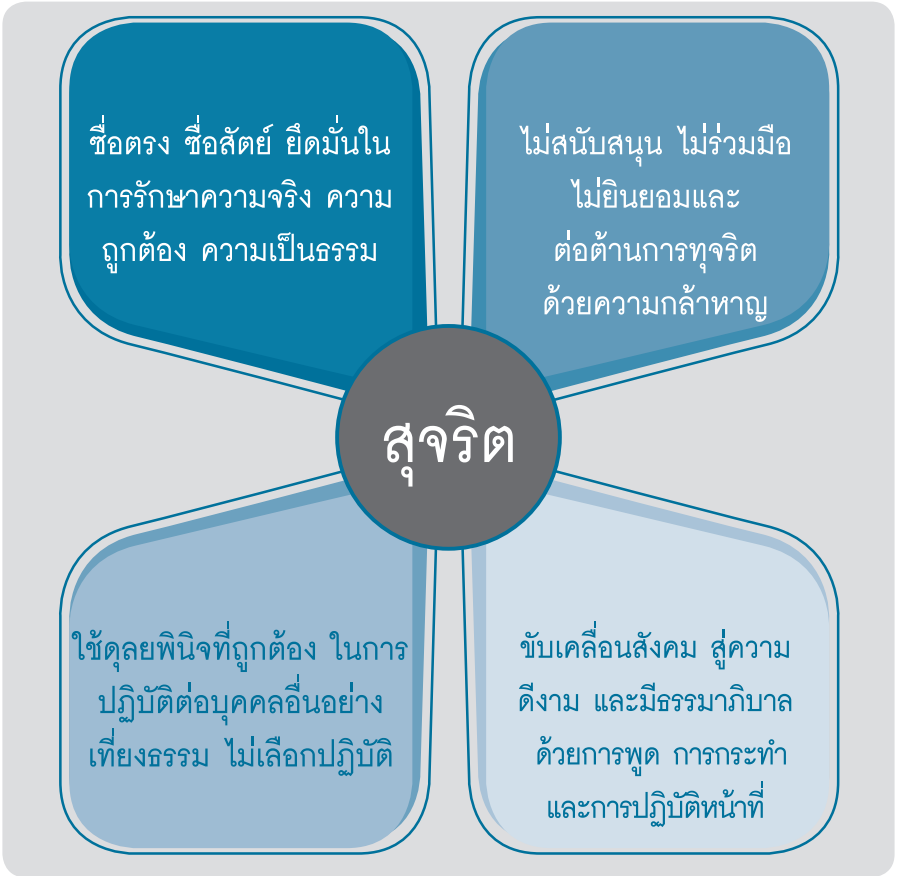 ซื่อตรง ซื่อสัตย์ ยึดมั่นใน
การรักษาความจริง ความ
ถูกต้อง ความเป็นธรรม
ไม่สนับสนุน ไม่ร่วมมือ
ไม่ยินยอมและ
ต่อต้านการทุจริต
ด้วยความกล้าหาญ
สุจริต
ใช้ดุลยพินิจที่ถูกต้อง ในการ
ปฏิบัติต่อบุคคลอื่นอย่าง
เที่ยงธรรม ไม่เลือกปฏิบัติ
ขับเคลื่อนสังคม สู่ความ
ดีงาม และมีธรรมาภิบาล
ด้วยการพูด การกระทำ
และการปฏิบัติหน้าที่